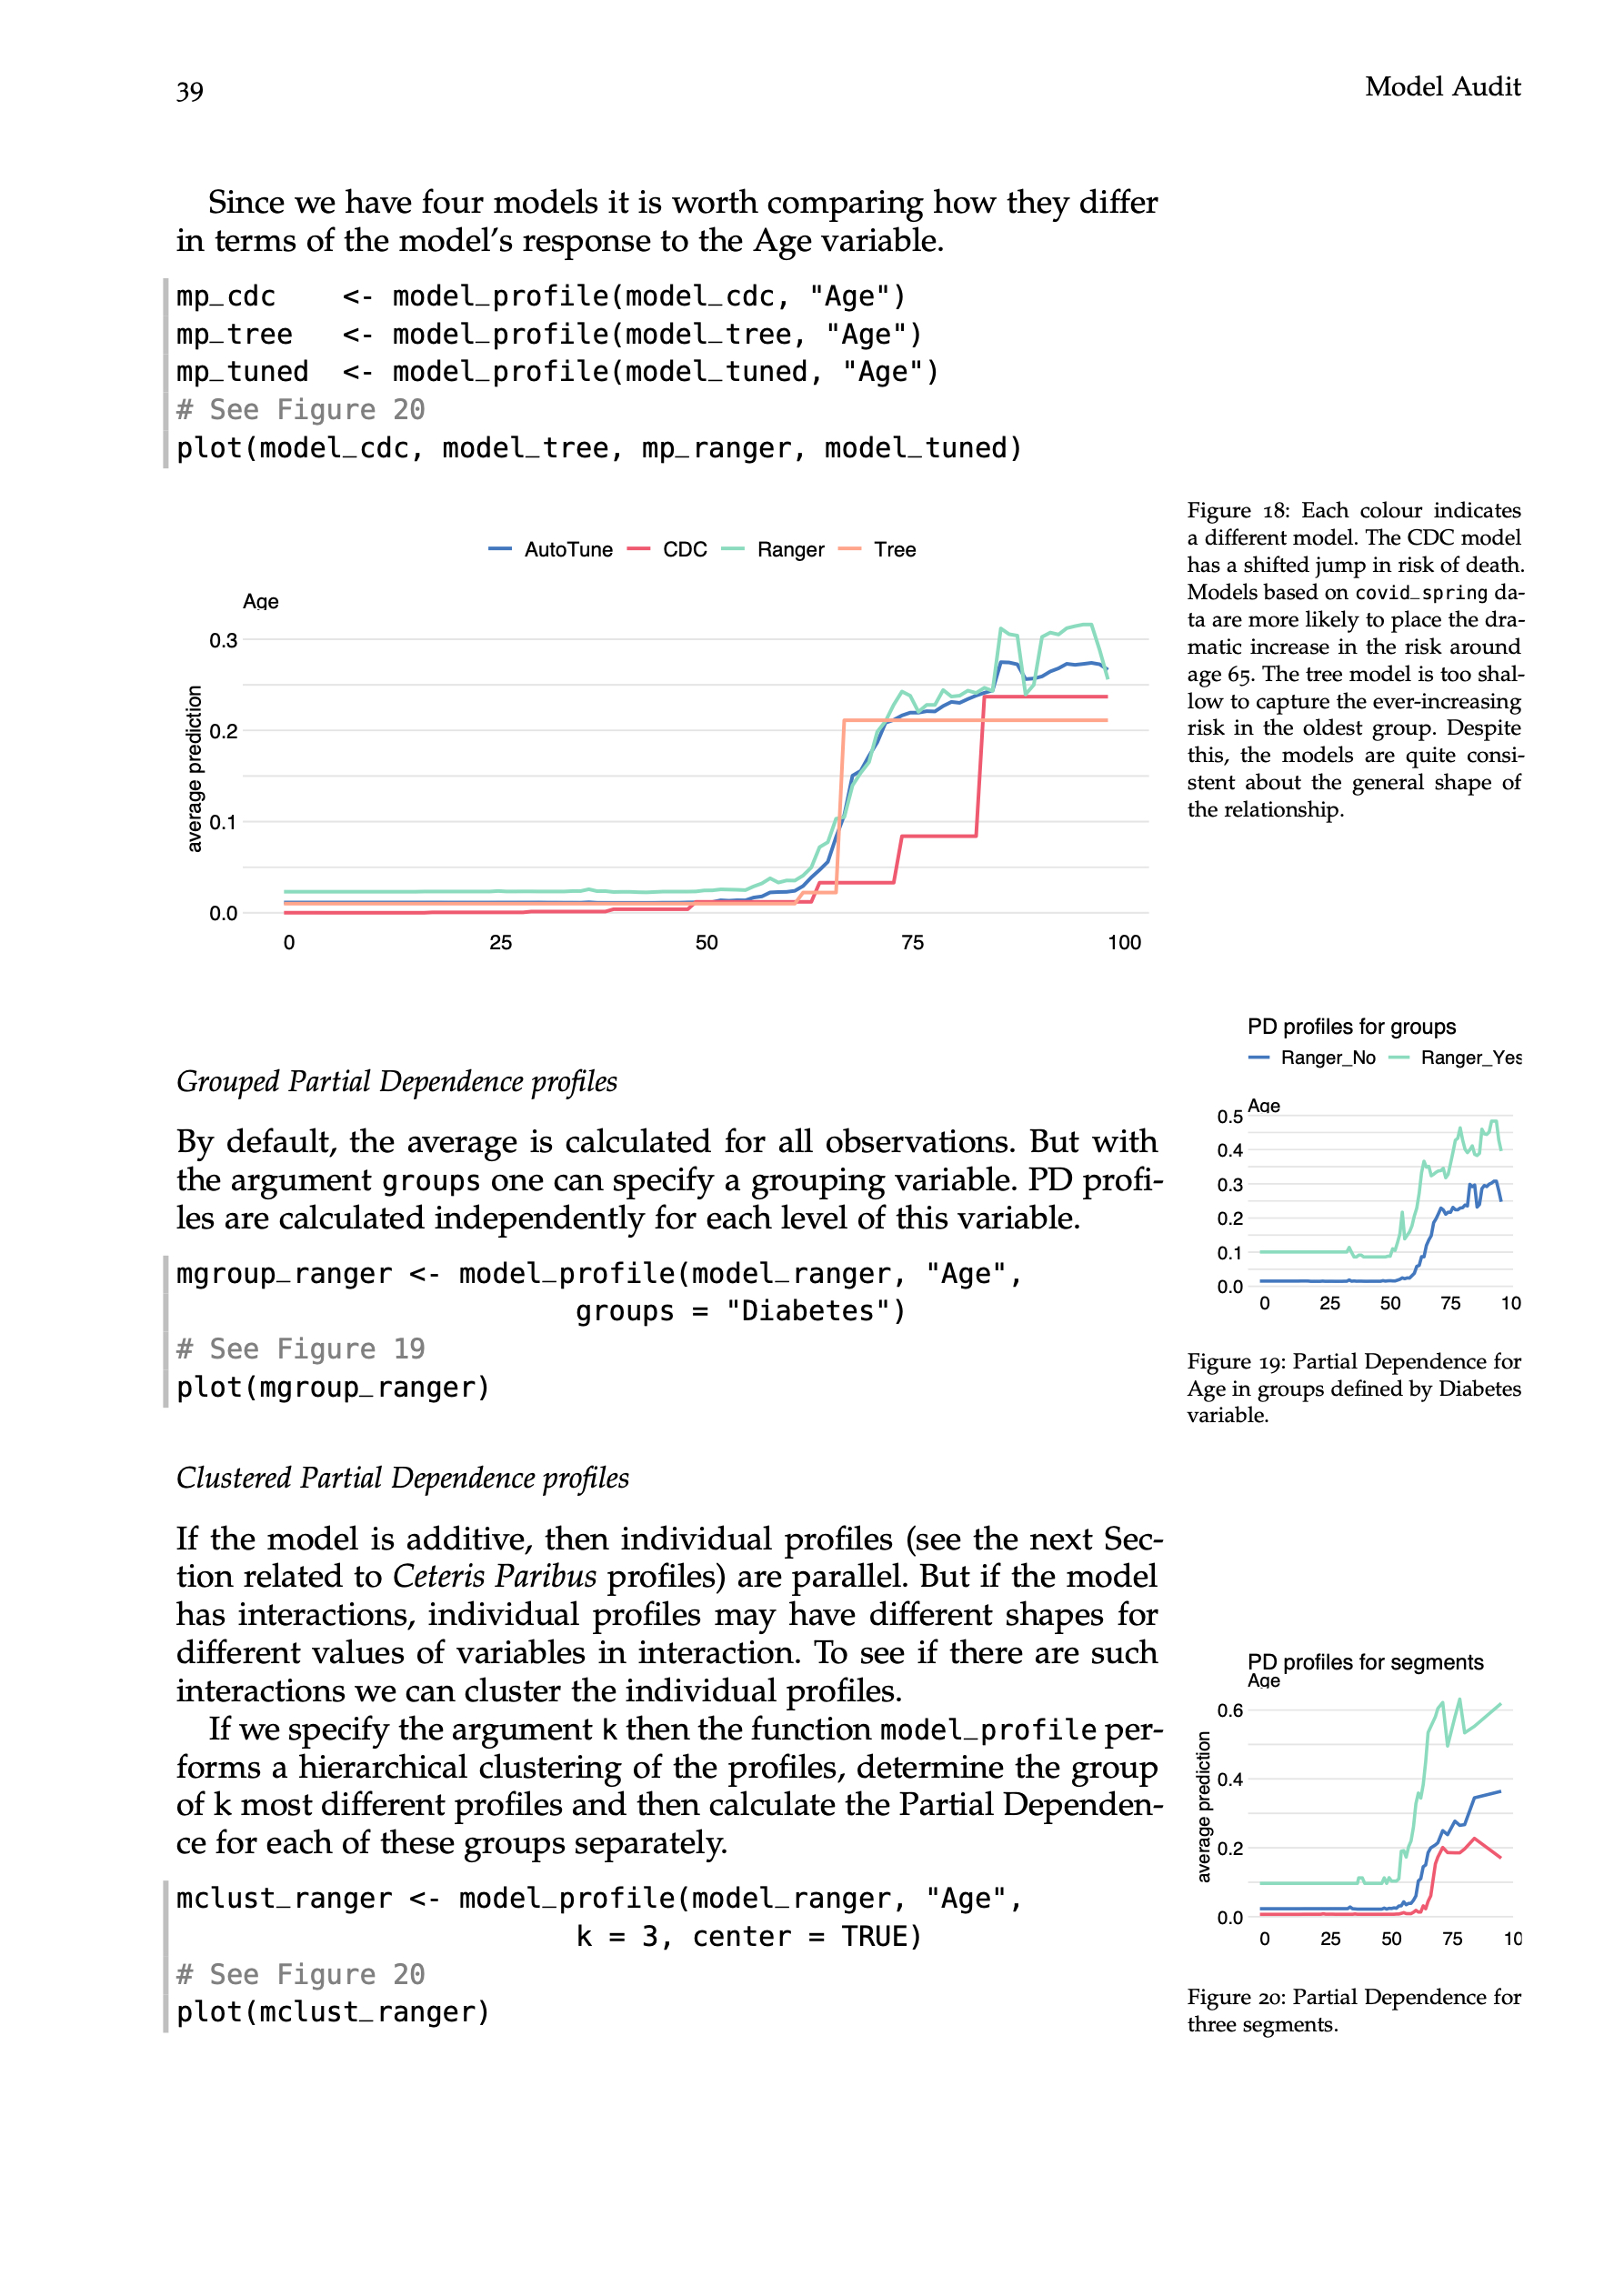 39
Model Audit
Since we have four models it is worth comparing how they differ
in terms of the model's response to the Age variable.
mp_cdc    <- model_profile(model_cdc, "Age")
mp_tree   <- model_profile(model_tree, "Age")
mp_tuned  <- model_profile(model_tuned, "Age")
# See Figure 20
plot(model_cdc, model_tree, mp_ranger, model_tuned)
AutoTune CDC Ranger Tree
Age
average prediction
0.3
0.2
0.1
0.0
0 25 50 75 100
Figure 18: Each colour indicates
a different model. The CDC model
has a shifted jump in risk of death.
Models based on covid_spring da-
ta are more likely to place the dra-
matic increase in the risk around
age 65. The tree model is too shal-
low to capture the ever-increasing
risk in the oldest group. Despite
this, the models are quite consi-
stent about the general shape of
the relationship.
Grouped Partial Dependence profiles
By default, the average is calculated for all observations. But with
the argument groups one can specify a grouping variable. PD profi-
les are calculated independently for each level of this variable.
mgroup_ranger <- model_profile(model_ranger, "Age",
                        groups = "Diabetes")
# See Figure 19
plot(mgroup_ranger)
PD profiles for groups
Ranger_No Ranger_Yes
Age
0.5
0.4
0.3
0.2
0.1
0.0
0 25 50 75 10
Figure 19: Partial Dependence for
Age in groups defined by Diabetes
variable.
Clustered Partial Dependence profiles
If the model is additive, then individual profiles (see the next Sec-
tion related to Ceteris Paribus profiles) are parallel. But if the model
has interactions, individual profiles may have different shapes for
different values of variables in interaction. To see if there are such
interactions we can cluster the individual profiles.
If we specify the argument k then the function model_profile per-
forms a hierarchical clustering of the profiles, determine the group
of k most different profiles and then calculate the Partial Dependen-
ce for each of these groups separately.
mclust_ranger <- model_profile(model_ranger, "Age",
                        k = 3, center = TRUE)
# See Figure 20
plot(mclust_ranger)
PD profiles for segments
Age
average prediction
0.6
0.4
0.2
0.0
0 25 50 75 10
Figure 20: Partial Dependence for
three segments.